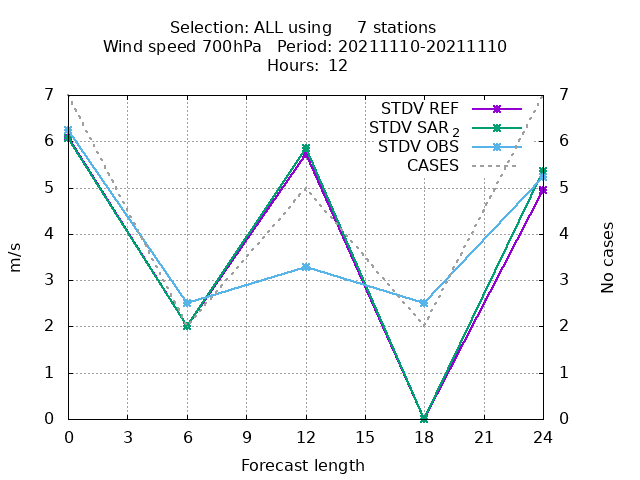 Selection: ALL using     7 stations
Wind speed 700hPa   Period: 20211110-20211110
Hours:  12
STDV REF
STDV SAR 2
STDV OBS
CASES
7
6
5
4
3
2
1
0
7
6
5
4
3
2
1
0
m/s
No cases
0 3 6 9 12 15 18 21 24
Forecast length